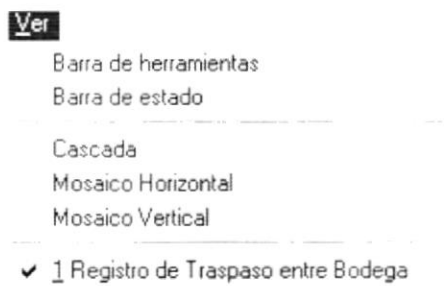 Ver
Barra de herramientas
Barra de estado
Cascada
Mosaico Horizontal
Mosaico Vertical
✔ 1 Registro de Traspaso entre Bodega